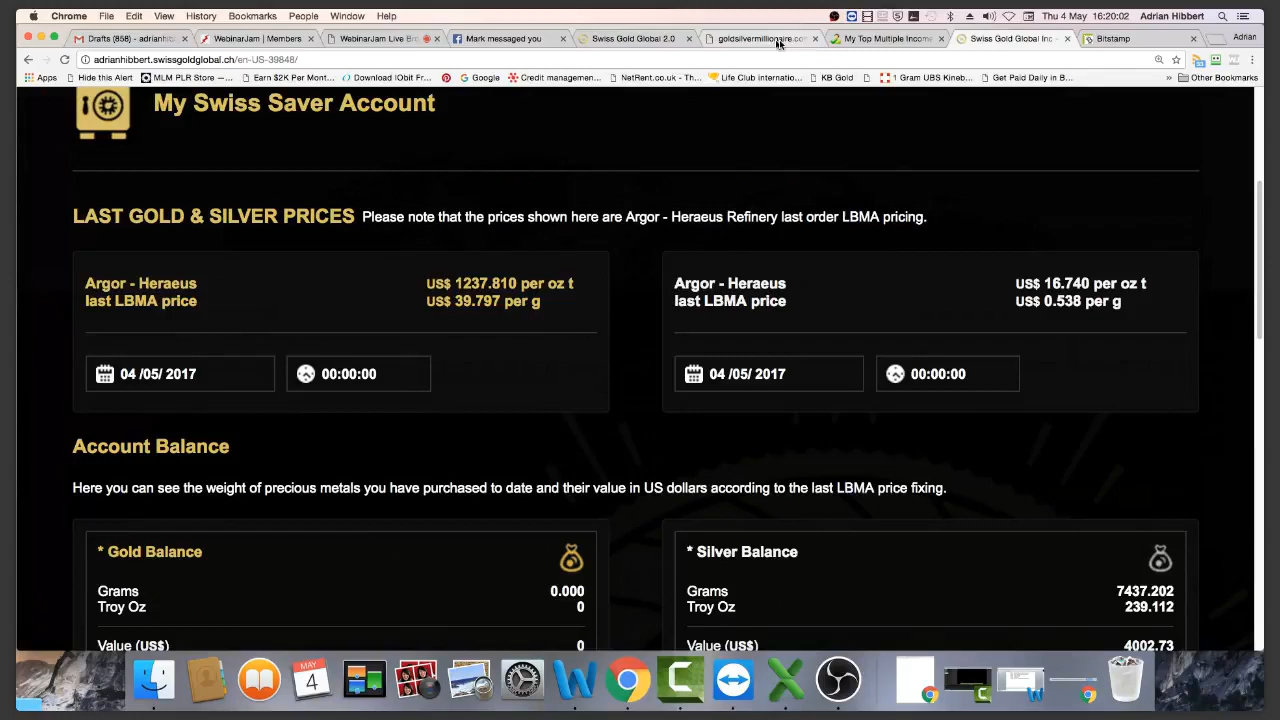 Chrome File Edit View History Bookmarks People Window Help Thu 4 May 16:20:02 Adrian Hibbert
Drafts (858) - adrianhib WebinarJam | Members WebinarJam Live Bro Mark messaged you Swiss Gold Global 2.0 goldsilvermillionaire.com My Top Multiple Income Swiss Gold Global Inc - Bitstamp Adrian
adrianhibbert.swissgoldglobal.ch/en-US-39848/
Apps Hide this Alert MLM PLR Store —... Earn $2K Per Mont... Download IObit Fr... Google Credit managemen... NetRent.co.uk - Th... Life Club Internatio... KB Gold 1 Gram UBS Kineb... Get Paid Daily in B... » Other Bookmarks
My Swiss Saver Account
LAST GOLD & SILVER PRICES Please note that the prices shown here are Argor - Heraeus Refinery last order LBMA pricing.
Argor - Heraeus US$ 1237.810 per oz t
last LBMA price US$ 39.797 per g
04 /05/ 2017 00:00:00
Argor - Heraeus US$ 16.740 per oz t
last LBMA price US$ 0.538 per g
04 /05/ 2017 00:00:00
Account Balance
Here you can see the weight of precious metals you have purchased to date and their value in US dollars according to the last LBMA price fixing.
* Gold Balance
Grams 0.000
Troy Oz 0
Value (US$) 0
* Silver Balance
Grams 7437.202
Troy Oz 239.112
Value (US$) 4002.73
MAY
4